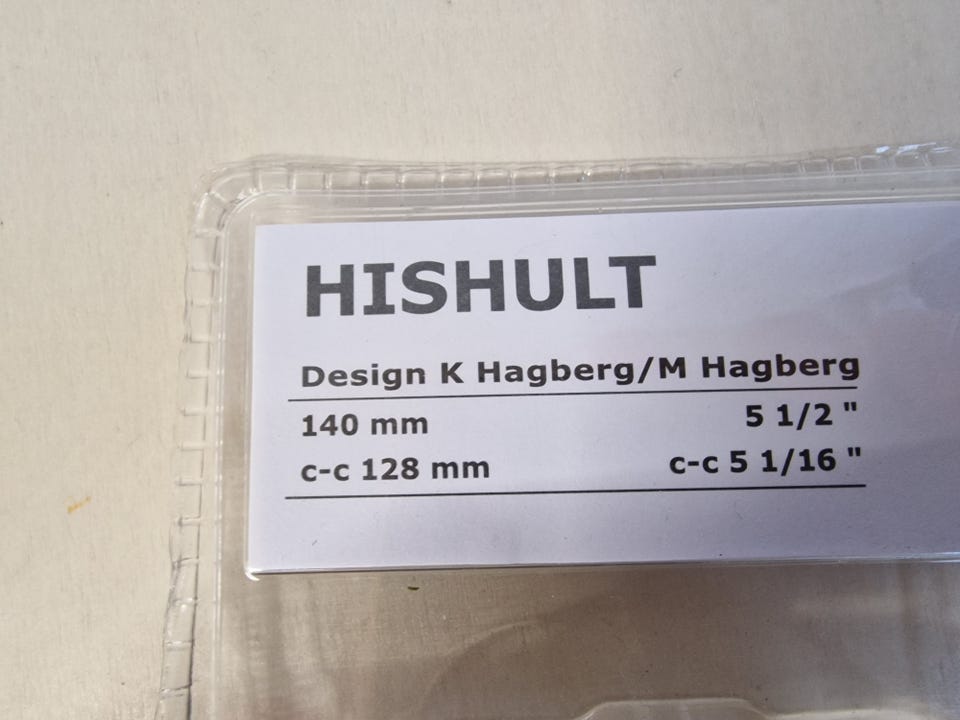 HISHULT
Design K Hagberg/M Hagberg
140 mm 5 1/2 "
c-c 128 mm c-c 5 1/16 "